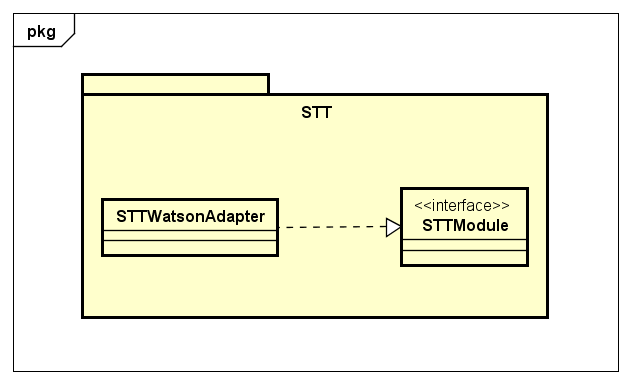 pkg
STT
STTWatsonAdapter
<<interface>>
STTModule